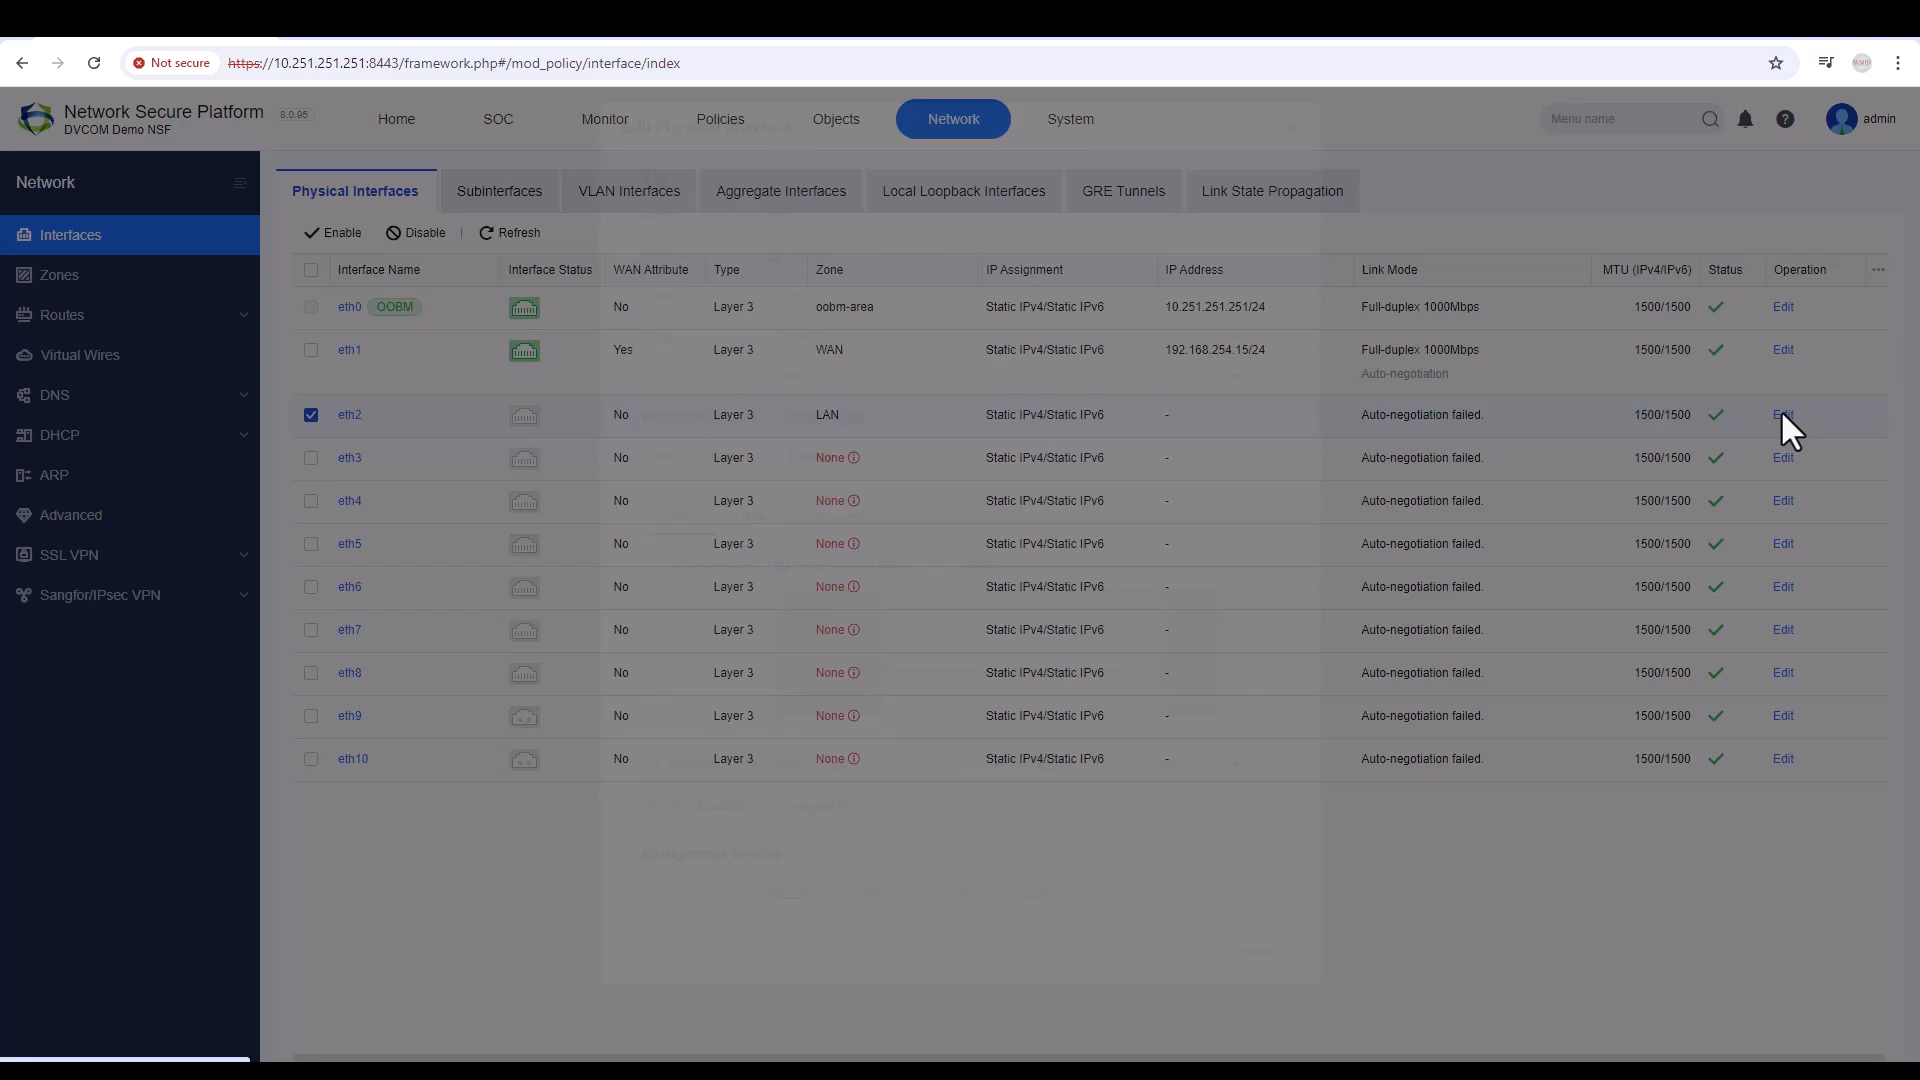 Not secure https://10.251.251.251:8443/framework.php#/mod_policy/interface/index
Network Secure Platform 8.0.95
DVCOM Demo NSF
Home SOC Monitor Policies Objects Network System
Menu name
admin
Network
Interfaces
Zones
Routes
Virtual Wires
DNS
DHCP
ARP
Advanced
SSL VPN
Sangfor/IPsec VPN
Physical Interfaces Subinterfaces VLAN Interfaces Aggregate Interfaces Local Loopback Interfaces GRE Tunnels Link State Propagation
Enable Disable Refresh
Interface Name Interface Status WAN Attribute Type Zone IP Assignment IP Address Link Mode MTU (IPv4/IPv6) Status Operation
eth0 OOBM No Layer 3 oobm-area Static IPv4/Static IPv6 10.251.251.251/24 Full-duplex 1000Mbps 1500/1500 Edit
eth1 Yes Layer 3 WAN Static IPv4/Static IPv6 192.168.254.15/24 Full-duplex 1000Mbps 1500/1500 Edit
Auto-negotiation
eth2 No Layer 3 LAN Static IPv4/Static IPv6 - Auto-negotiation failed. 1500/1500 Edit
eth3 No Layer 3 None Static IPv4/Static IPv6 - Auto-negotiation failed. 1500/1500 Edit
eth4 No Layer 3 None Static IPv4/Static IPv6 - Auto-negotiation failed. 1500/1500 Edit
eth5 No Layer 3 None Static IPv4/Static IPv6 - Auto-negotiation failed. 1500/1500 Edit
eth6 No Layer 3 None Static IPv4/Static IPv6 - Auto-negotiation failed. 1500/1500 Edit
eth7 No Layer 3 None Static IPv4/Static IPv6 - Auto-negotiation failed. 1500/1500 Edit
eth8 No Layer 3 None Static IPv4/Static IPv6 - Auto-negotiation failed. 1500/1500 Edit
eth9 No Layer 3 None Static IPv4/Static IPv6 - Auto-negotiation failed. 1500/1500 Edit
eth10 No Layer 3 None Static IPv4/Static IPv6 - Auto-negotiation failed. 1500/1500 Edit
Management Service